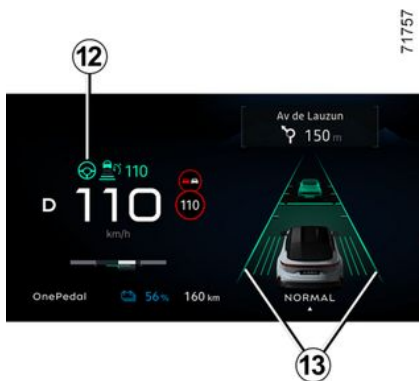 71757
12
Av de Lauzun
150 m
110
D 110 110
km/h
OnePedal 56% 160 km NORMAL
13